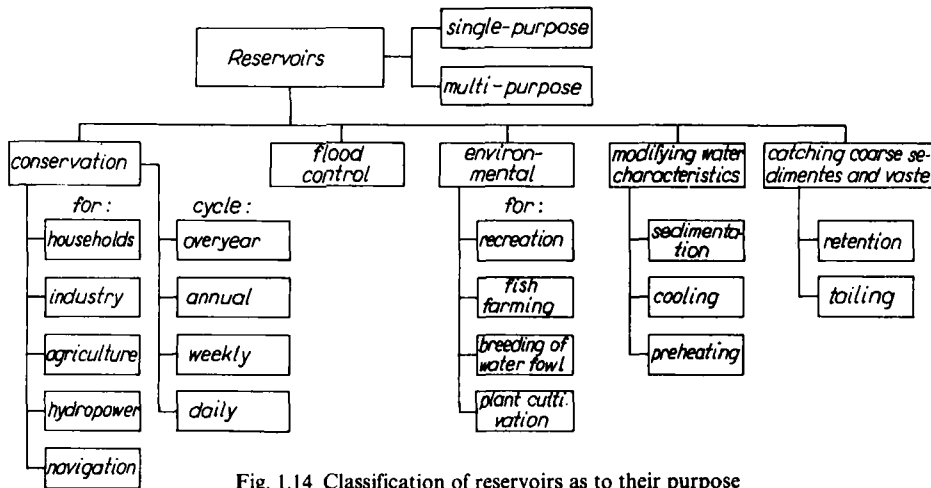 Reservoirs
single-purpose
multi-purpose
conservation
flood
control
environ-
mental
modifying water
characteristics
catching coarse se-
dimentes and vaste
for:
households
industry
agriculture
hydropower
navigation
cycle:
overyear
annual
weekly
daily
for:
recreation
fish
farming
breeding of
water fowl
plant culti-
vation
sedimenta-
tion
cooling
preheating
retention
tailing
Fig. 1.14 Classification of reservoirs as to their purpose